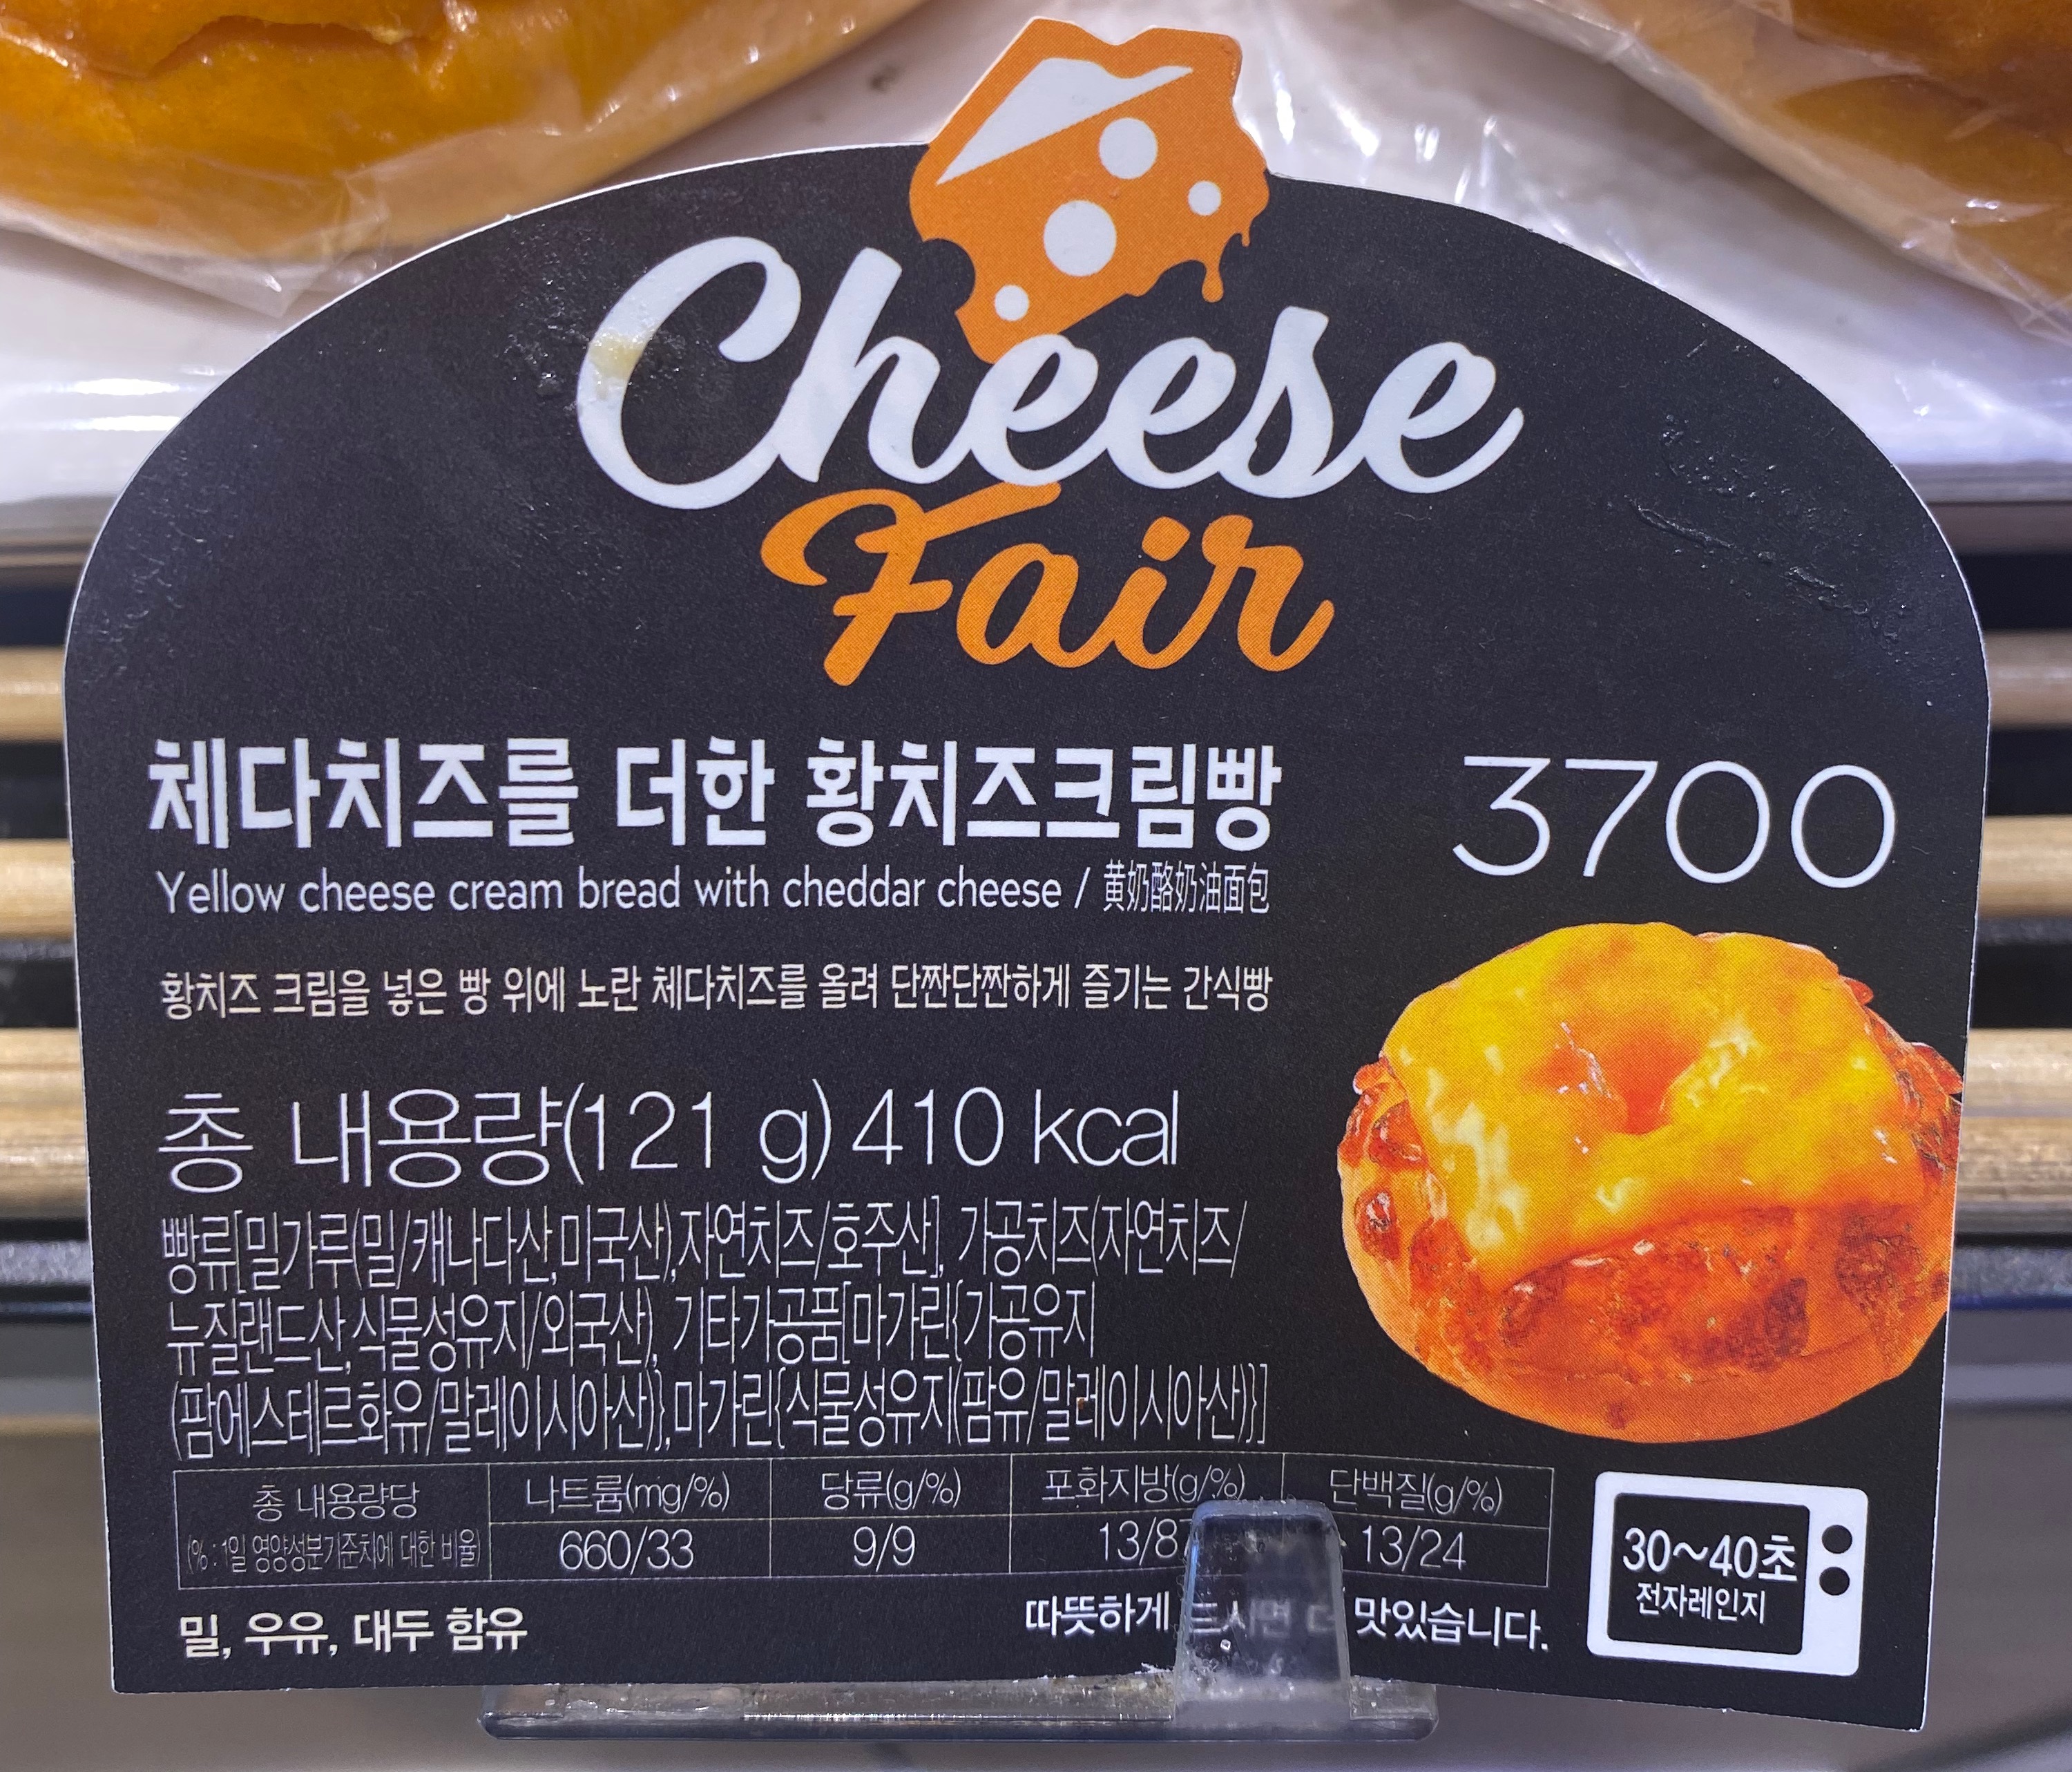 Cheese
Fair
체다치즈를 더한 황치즈크림빵
3700
Yellow cheese cream bread with cheddar cheese / 黄奶酪奶油面包
황치즈 크림을 넣은 빵 위에 노란 체다치즈를 올려 단짠단짠하게 즐기는 간식빵
총 내용량(121 g) 410 kcal
빵류[밀가루(밀/캐나다산,미국산),자연치즈/호주산], 가공치즈(자연치즈/
뉴질랜드산,식물성유지/외국산), 기타가공품[마가린{가공유지
(팜에스테르화유/말레이시아산)},마가린{식물성유지(팜유/말레이시아산)}]
총 내용량당 나트륨(mg/%) 당류(g/%) 포화지방(g/%) 단백질(g/%)
(% : 1일 영양성분기준치에 대한 비율) 660/33 9/9 13/87 13/24
밀, 우유, 대두 함유
따뜻하게 드시면 더 맛있습니다.
30~40초
전자레인지